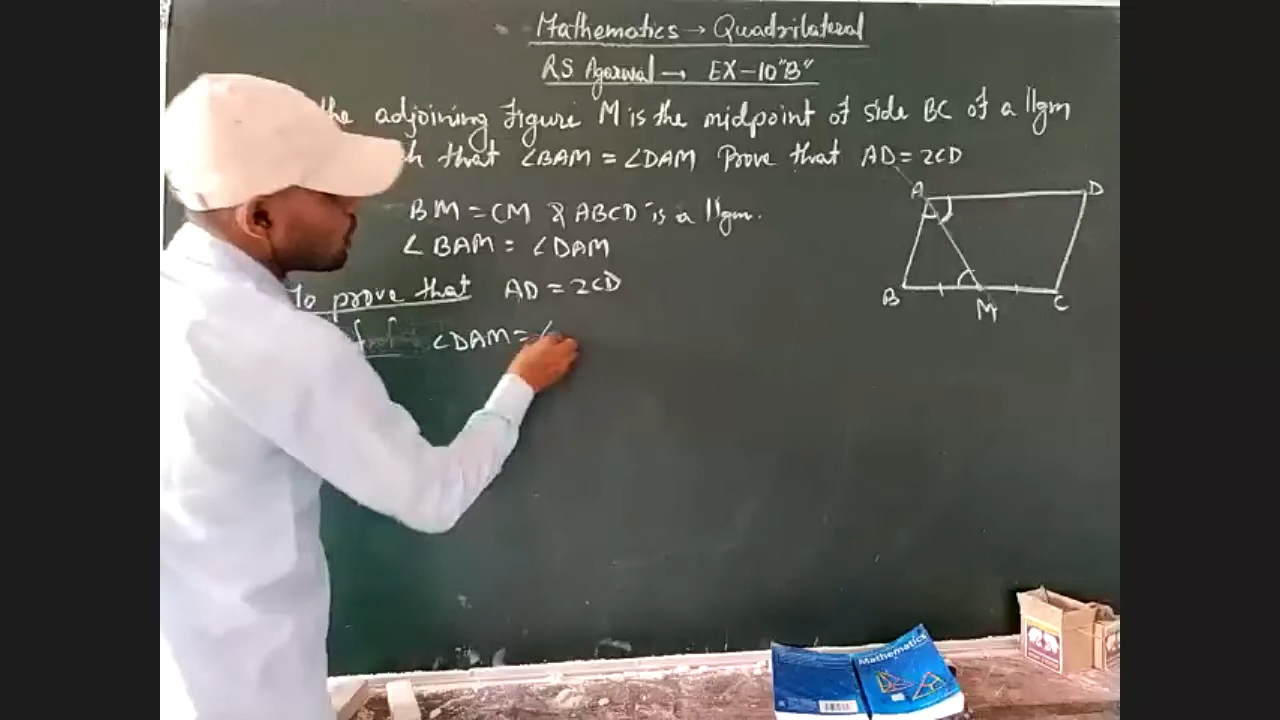 Mathematics → Quadrilateral
RS Agarwal → EX-10"B"
the adjoining figure M is the midpoint of side BC of a ||gm
that ∠BAM = ∠DAM Prove that AD = 2CD
BM = CM & ABCD is a ||gm.
∠BAM = ∠DAM
To prove that AD = 2CD
∠DAM = ∠
A D
B M C
Mathematics